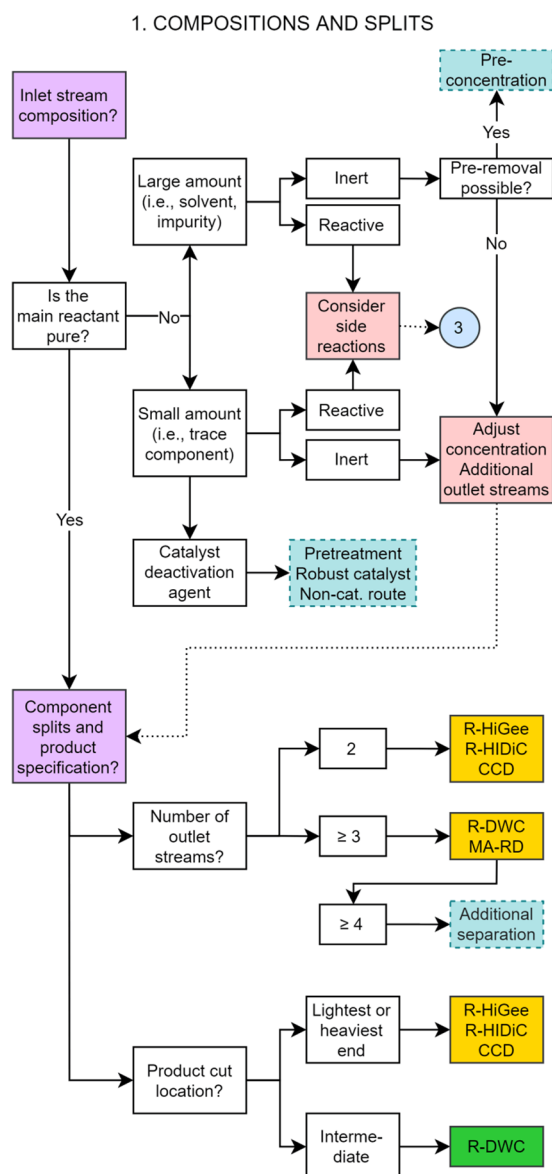 1. COMPOSITIONS AND SPLITS
Pre-
concentration
Inlet stream
composition?
Yes
Large amount
(i.e., solvent,
impurity)
Inert
Pre-removal
possible?
Reactive
No
Is the
main reactant
pure?
No
Consider
side
reactions
3
Small amount
(i.e., trace
component)
Reactive
Inert
Adjust
concentration
Additional
outlet streams
Yes
Catalyst
deactivation
agent
Pretreatment
Robust catalyst
Non-cat. route
Component
splits and
product
specification?
Number of
outlet
streams?
2
R-HiGee
R-HIDiC
CCD
≥ 3
R-DWC
MA-RD
≥ 4
Additional
separation
Product cut
location?
Lightest or
heaviest
end
R-HiGee
R-HIDiC
CCD
Interme-
diate
R-DWC